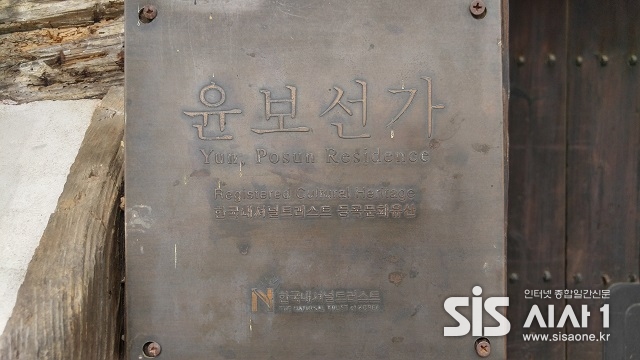 윤보선가
Yun, Posun Residence
Registered Cultural Heritage
한국내셔널트러스트 등록문화유산
한국내셔널트러스트
THE NATIONAL TRUST of KOREA
인터넷 종합일간신문
SiS 시사1
www.sisaone.kr